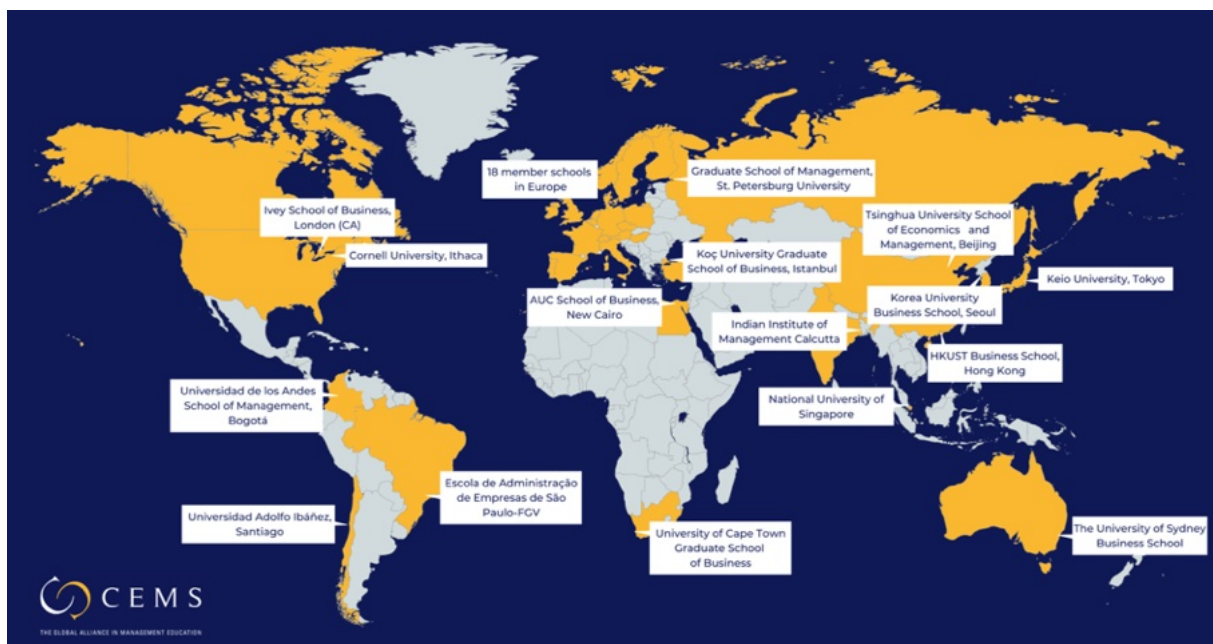 18 member schools
in Europe
Graduate School of Management,
St. Petersburg University
Ivey School of Business,
London (CA)
Tsinghua University School
of Economics and
Management, Beijing
Cornell University, Ithaca
Koç University Graduate
School of Business, Istanbul
Keio University, Tokyo
AUC School of Business,
New Cairo
Korea University
Business School, Seoul
Indian Institute of
Management Calcutta
HKUST Business School,
Hong Kong
Universidad de los Andes
School of Management,
Bogotá
National University of
Singapore
Escola de Administração
de Empresas de São
Paulo-FGV
Universidad Adolfo Ibáñez,
Santiago
University of Cape Town
Graduate School
of Business
The University of Sydney
Business School
CEMS
THE GLOBAL ALLIANCE IN MANAGEMENT EDUCATION